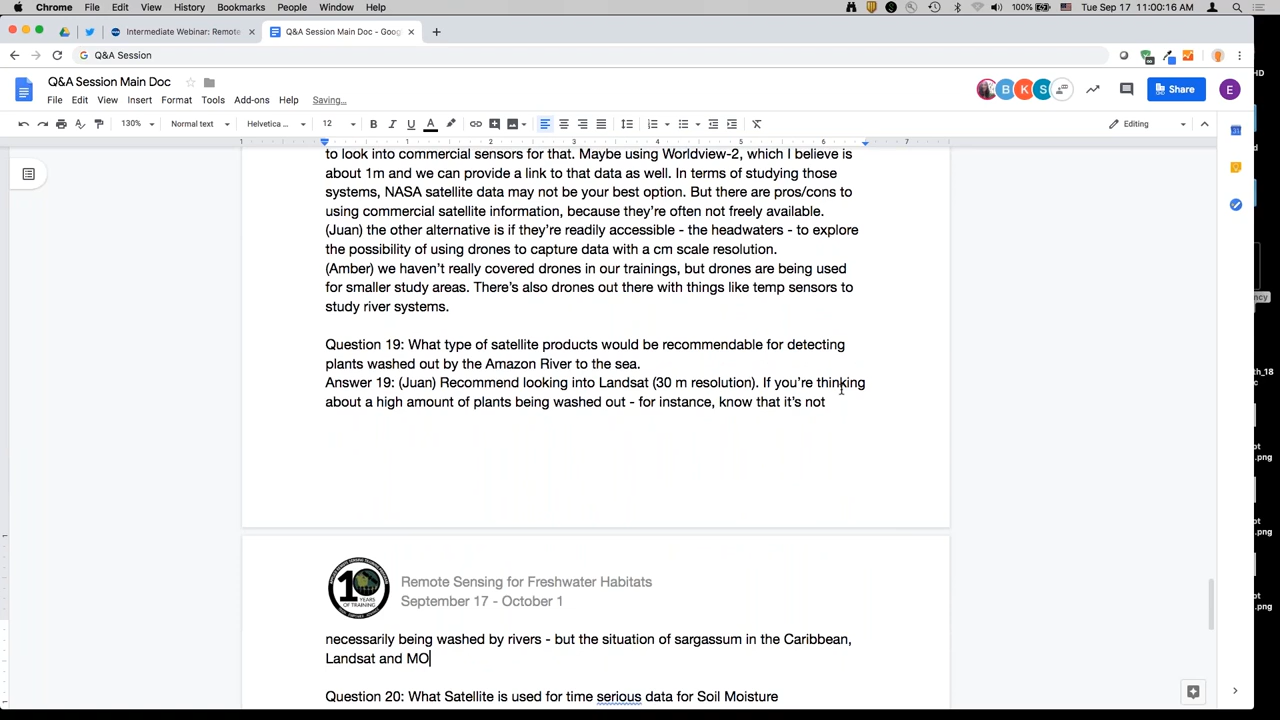 Chrome File Edit View History Bookmarks People Window Help 100% Tue Sep 17 11:00:16 AM
Intermediate Webinar: Remote Q&A Session Main Doc - Goog
Q&A Session
Q&A Session Main Doc
File Edit View Insert Format Tools Add-ons Help Saving... B K S Share E
130% Normal text Helvetica ... 12 B I U A Editing
1 1 2 3 4 5 6 7
to look into commercial sensors for that. Maybe using Worldview-2, which I believe is
about 1m and we can provide a link to that data as well. In terms of studying those
systems, NASA satellite data may not be your best option. But there are pros/cons to
using commercial satellite information, because they're often not freely available.
(Juan) the other alternative is if they're readily accessible - the headwaters - to explore
the possibility of using drones to capture data with a cm scale resolution.
(Amber) we haven't really covered drones in our trainings, but drones are being used
for smaller study areas. There's also drones out there with things like temp sensors to
study river systems.
Question 19: What type of satellite products would be recommendable for detecting
plants washed out by the Amazon River to the sea.
Answer 19: (Juan) Recommend looking into Landsat (30 m resolution). If you're thinking
about a high amount of plants being washed out - for instance, know that it's not
10 YEARS OF TRAINING
Remote Sensing for Freshwater Habitats
September 17 - October 1
necessarily being washed by rivers - but the situation of sargassum in the Caribbean,
Landsat and MO
Question 20: What Satellite is used for time serious data for Soil Moisture